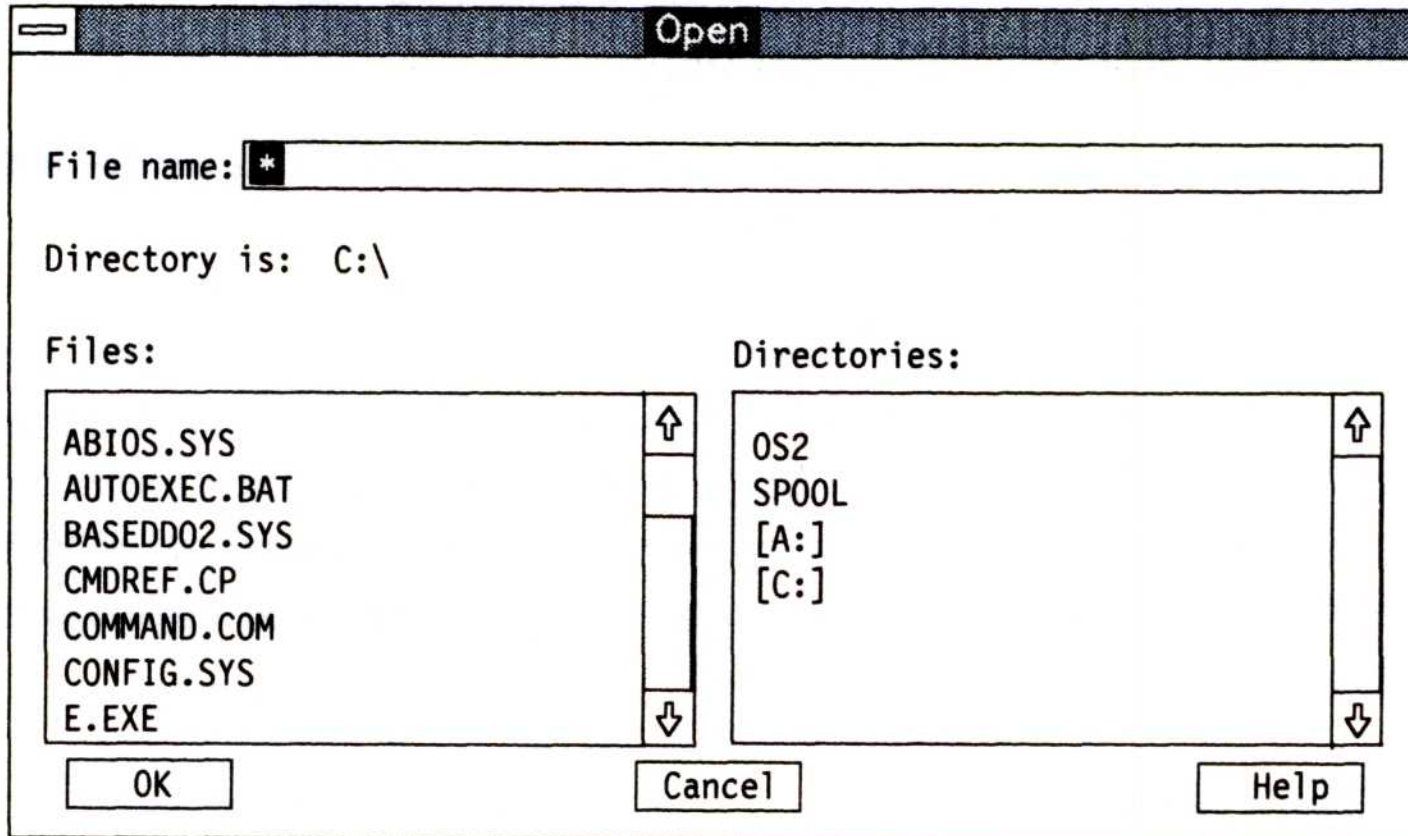 Open
File name: *
Directory is: C:\
Files:
ABIOS.SYS
AUTOEXEC.BAT
BASEDD02.SYS
CMDREF.CP
COMMAND.COM
CONFIG.SYS
E.EXE
Directories:
OS2
SPOOL
[A:]
[C:]
OK
Cancel
Help